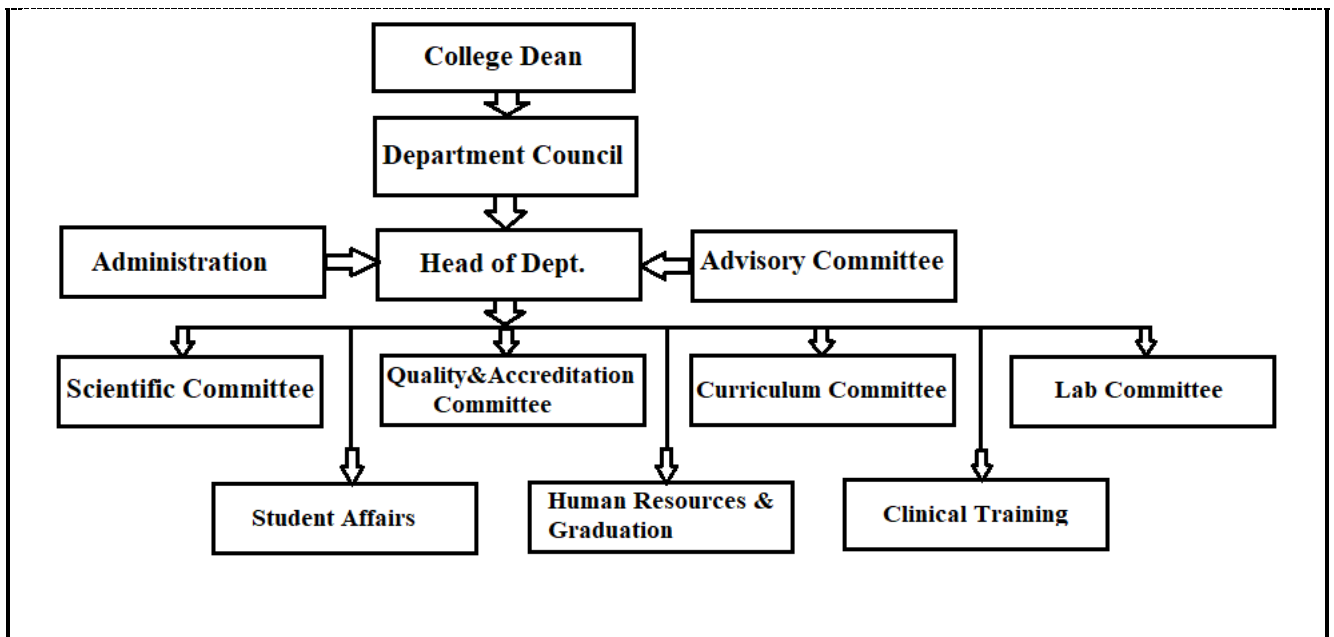 College Dean
Department Council
Administration
Head of Dept.
Advisory Committee
Scientific Committee
Quality&Accreditation
Committee
Curriculum Committee
Lab Committee
Student Affairs
Human Resources &
Graduation
Clinical Training